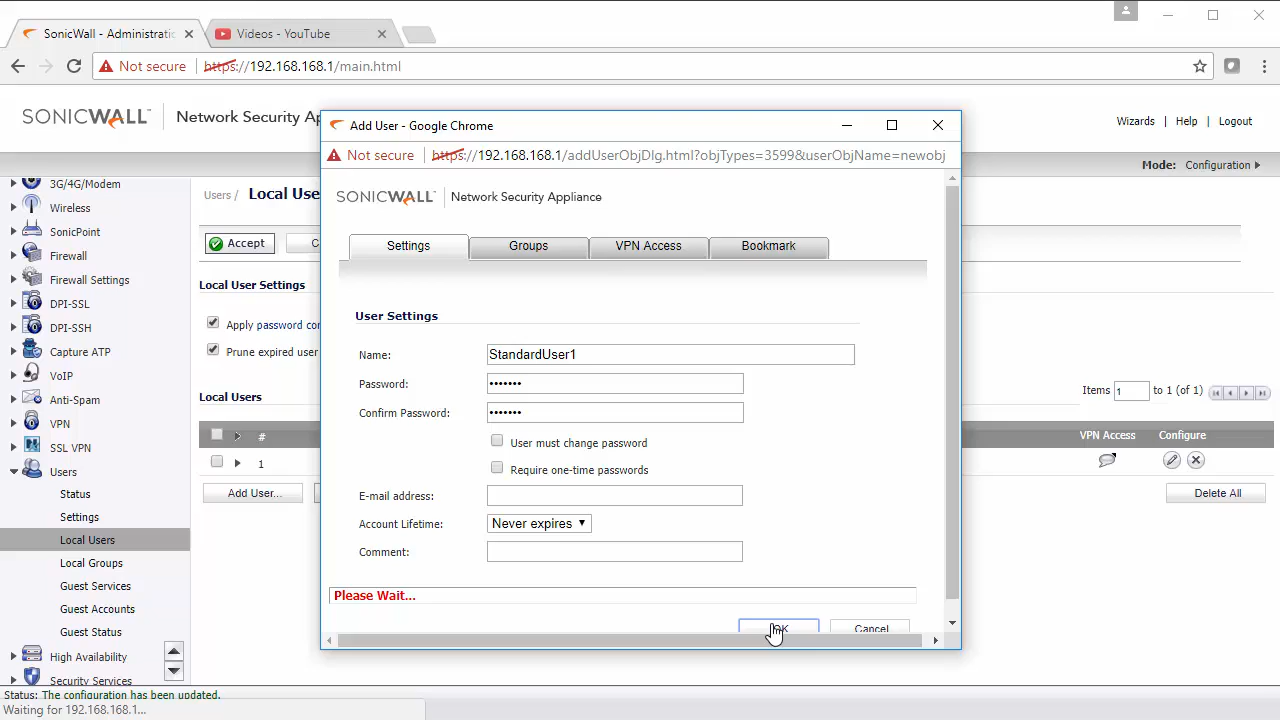 SonicWall - Administratic
Videos - YouTube
Not secure
https://192.168.168.1/main.html
SONICWALL
Network Security Ap
Wizards | Help | Logout
Mode: Configuration
3G/4G/Modem
Wireless
SonicPoint
Firewall
Firewall Settings
DPI-SSL
DPI-SSH
Capture ATP
VoIP
Anti-Spam
VPN
SSL VPN
Users
Status
Settings
Local Users
Local Groups
Guest Services
Guest Accounts
Guest Status
High Availability
Security Services
Users / Local Use
Accept
C
Local User Settings
Apply password con
Prune expired user
Local Users
Items 1 to 1 (of 1)
#
VPN Access
Configure
1
Add User...
Delete All
Add User - Google Chrome
Not secure
https://192.168.168.1/addUserObjDlg.html?objTypes=3599&userObjName=newobj
SONICWALL
Network Security Appliance
Settings
Groups
VPN Access
Bookmark
User Settings
Name: StandardUser1
Password: •••••••
Confirm Password: •••••••
User must change password
Require one-time passwords
E-mail address:
Account Lifetime: Never expires
Comment:
Please Wait...
OK
Cancel
Status: The configuration has been updated.
Waiting for 192.168.168.1...